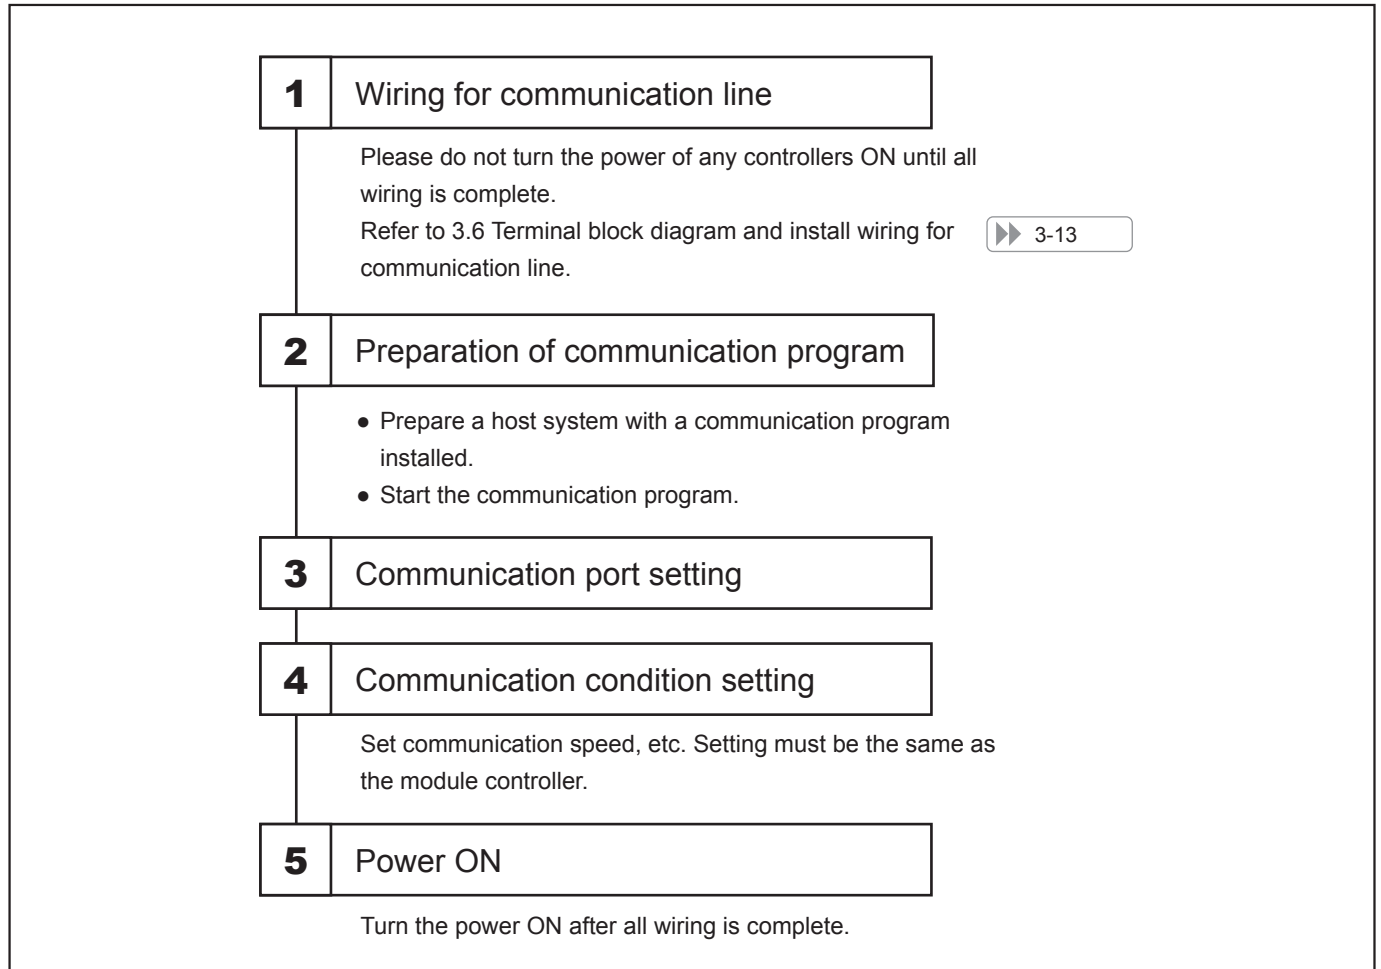 1 Wiring for communication line
Please do not turn the power of any controllers ON until all
wiring is complete.
Refer to 3.6 Terminal block diagram and install wiring for
3-13
communication line.
2 Preparation of communication program
● Prepare a host system with a communication program
installed.
● Start the communication program.
3 Communication port setting
4 Communication condition setting
Set communication speed, etc. Setting must be the same as
the module controller.
5 Power ON
Turn the power ON after all wiring is complete.